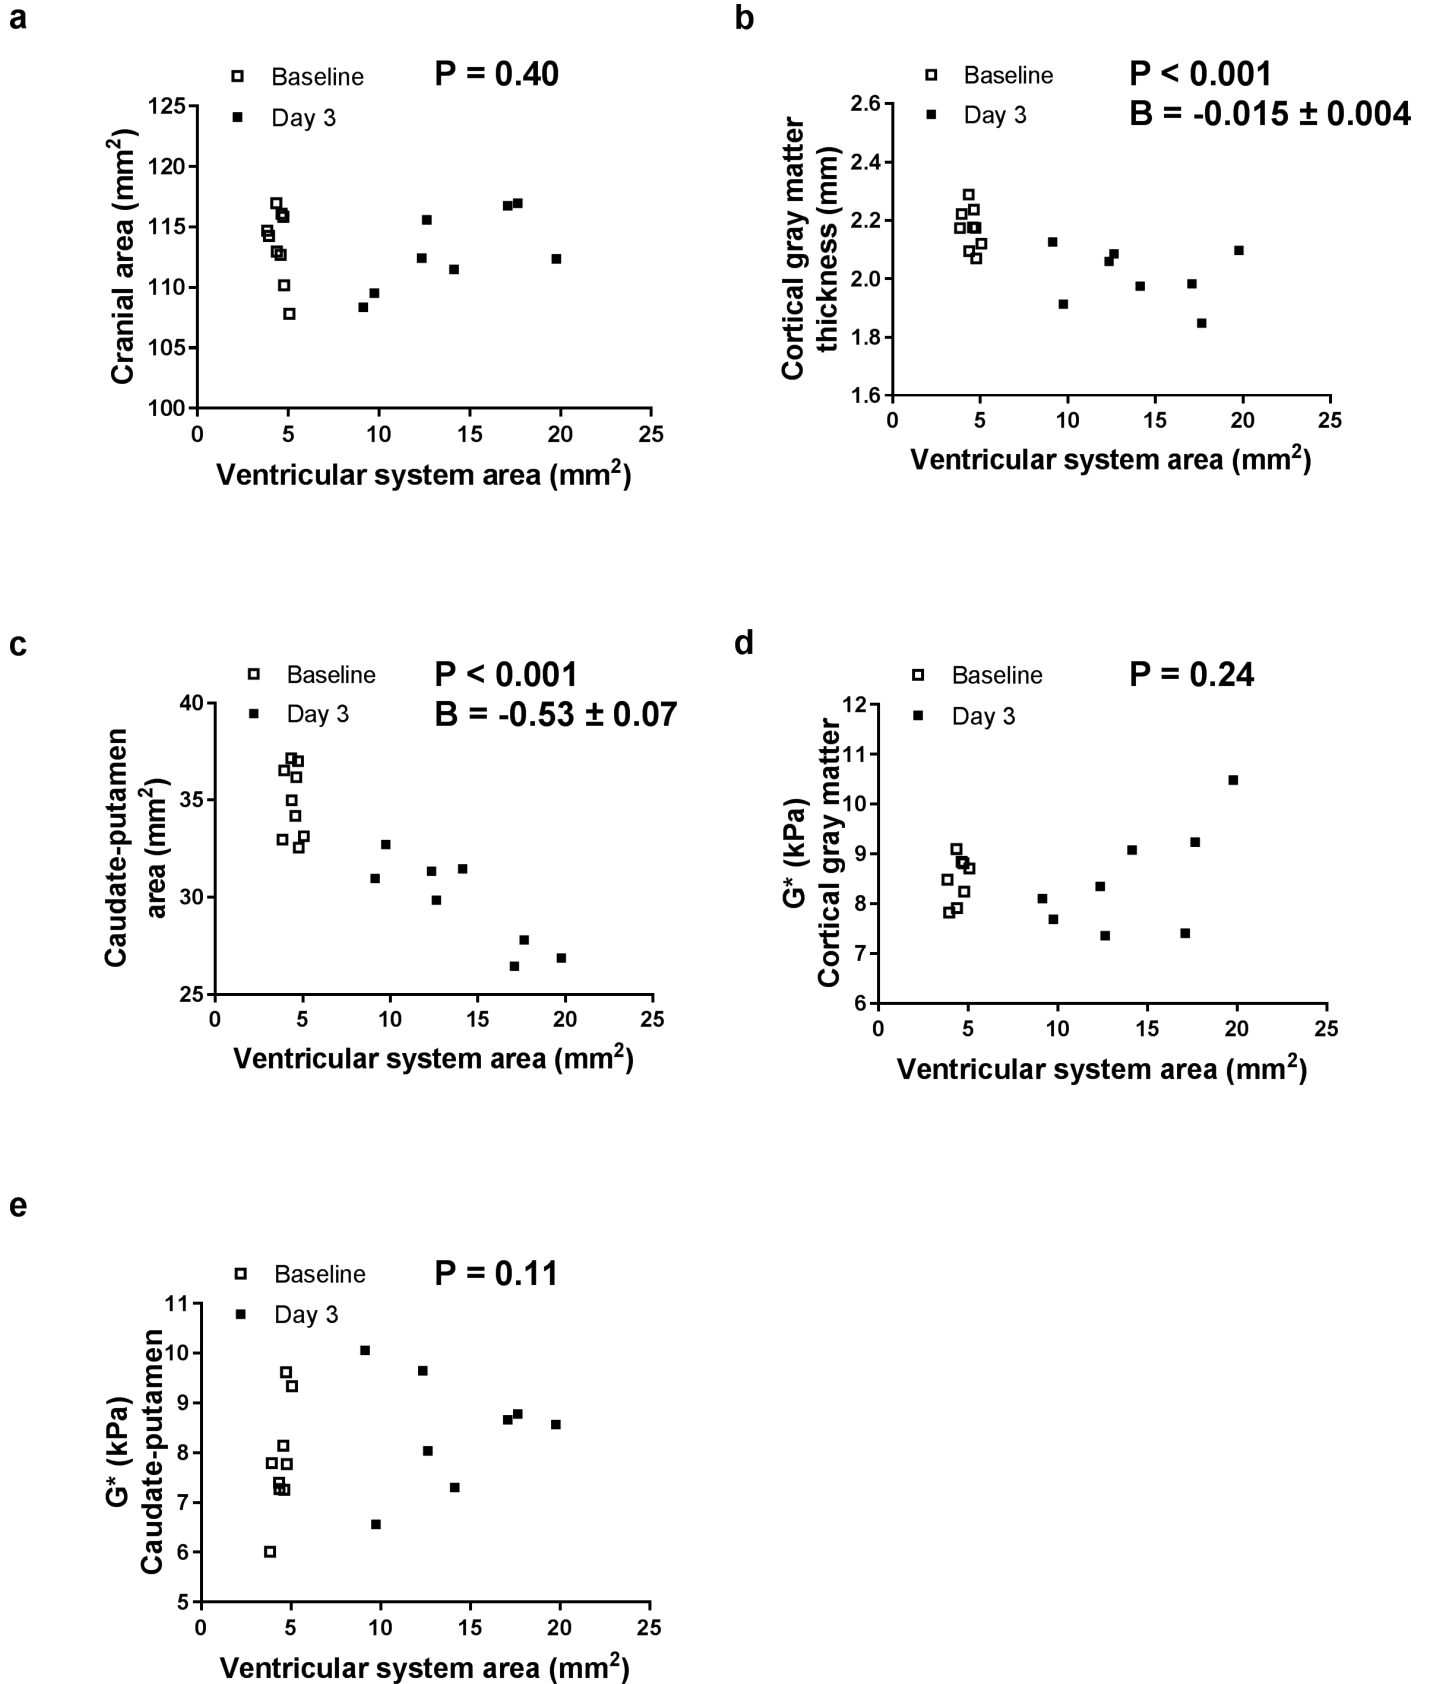 a
Baseline
Day 3
P = 0.40
125
120
115
110
105
100
0 5 10 15 20 25
Cranial area (mm²)
Ventricular system area (mm²)
b
Baseline
Day 3
P < 0.001
B = -0.015 ± 0.004
2.6
2.4
2.2
2.0
1.8
1.6
0 5 10 15 20 25
Cortical gray matter
thickness (mm)
Ventricular system area (mm²)
c
Baseline
Day 3
P < 0.001
B = -0.53 ± 0.07
40
35
30
25
0 5 10 15 20 25
Caudate-putamen
area (mm²)
Ventricular system area (mm²)
d
Baseline
Day 3
P = 0.24
12
11
10
9
8
7
6
0 5 10 15 20 25
G* (kPa)
Cortical gray matter
Ventricular system area (mm²)
e
Baseline
Day 3
P = 0.11
11
10
9
8
7
6
5
0 5 10 15 20 25
G* (kPa)
Caudate-putamen
Ventricular system area (mm²)